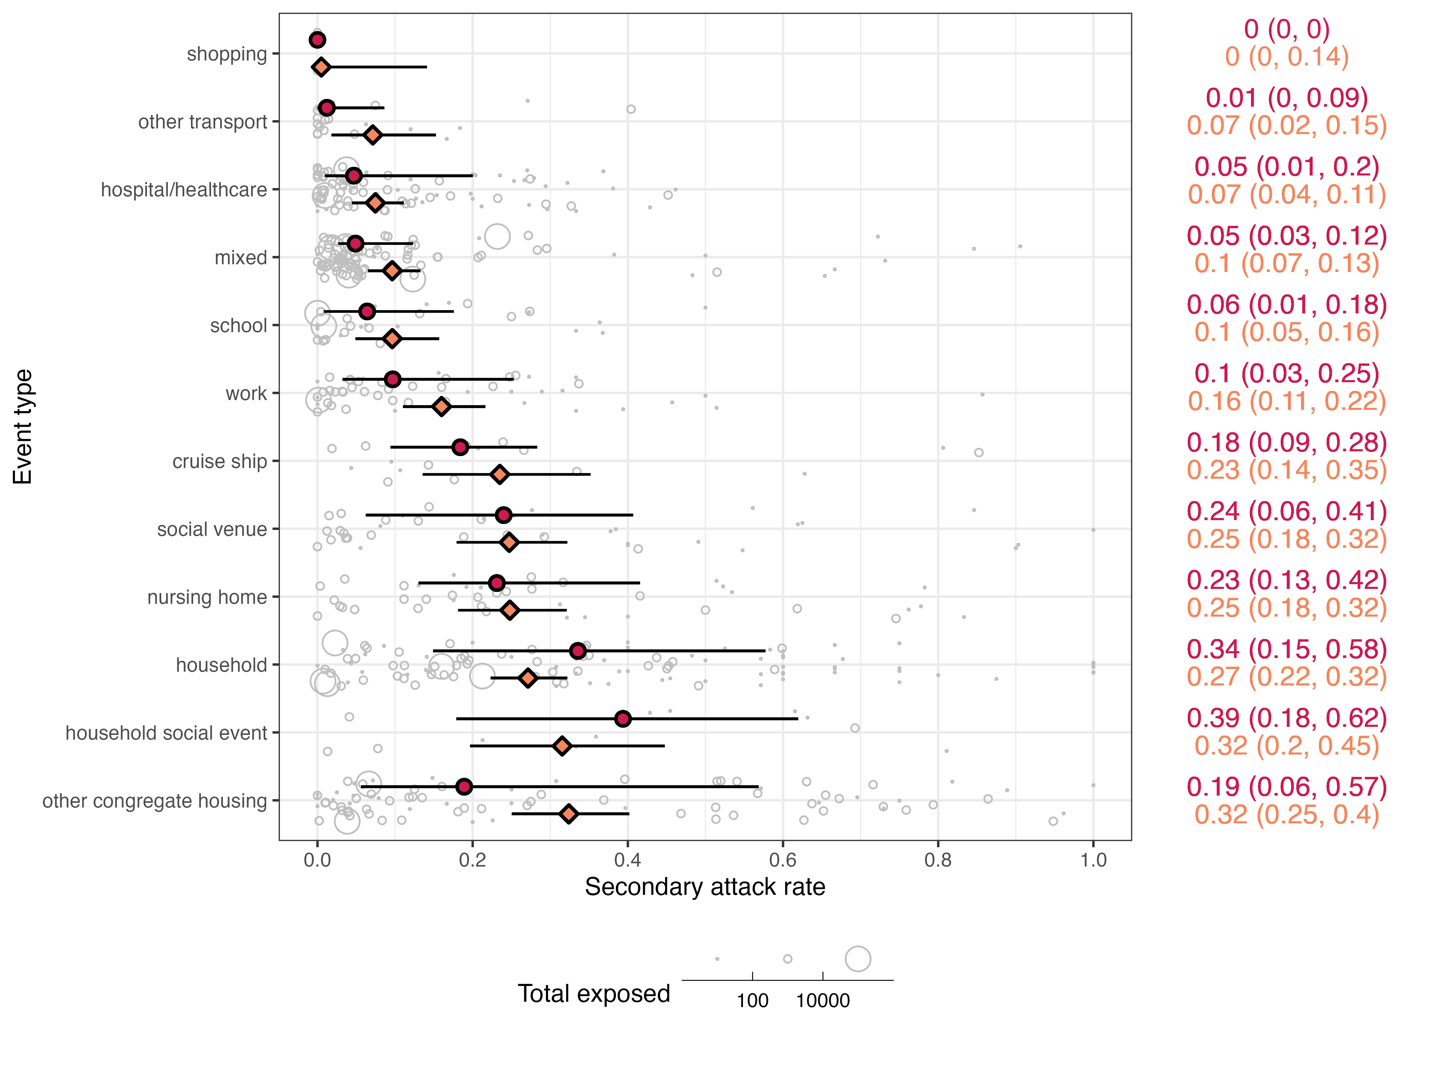 Event type
shopping
0 (0, 0)
0 (0, 0.14)
other transport
0.01 (0, 0.09)
0.07 (0.02, 0.15)
hospital/healthcare
0.05 (0.01, 0.2)
0.07 (0.04, 0.11)
mixed
0.05 (0.03, 0.12)
0.1 (0.07, 0.13)
school
0.06 (0.01, 0.18)
0.1 (0.05, 0.16)
work
0.1 (0.03, 0.25)
0.16 (0.11, 0.22)
cruise ship
0.18 (0.09, 0.28)
0.23 (0.14, 0.35)
social venue
0.24 (0.06, 0.41)
0.25 (0.18, 0.32)
nursing home
0.23 (0.13, 0.42)
0.25 (0.18, 0.32)
household
0.34 (0.15, 0.58)
0.27 (0.22, 0.32)
household social event
0.39 (0.18, 0.62)
0.32 (0.2, 0.45)
other congregate housing
0.19 (0.06, 0.57)
0.32 (0.25, 0.4)
0.0 0.2 0.4 0.6 0.8 1.0
Secondary attack rate
Total exposed
100 10000